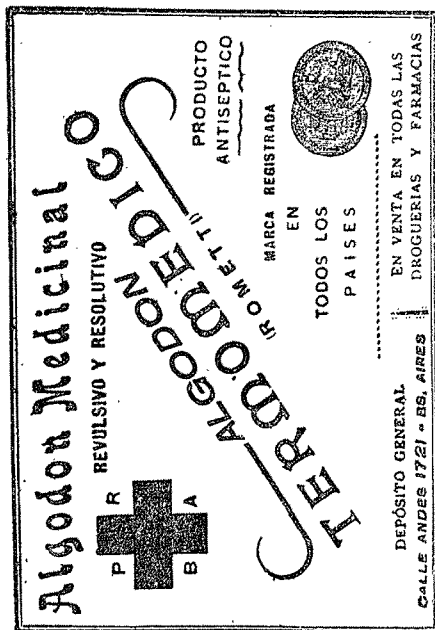 Algodon Medicinal
REVULSIVO Y RESOLUTIVO
P R
B A
ALGODON
TERMOMEDICO
(ROMETTI)
PRODUCTO
ANTISEPTICO
MARCA REGISTRADA
EN
TODOS LOS
PAISES
DEPÓSITO GENERAL
CALLE ANDES 1721 - BS. AIRES
EN VENTA EN TODAS LAS
DROGUERIAS Y FARMACIAS